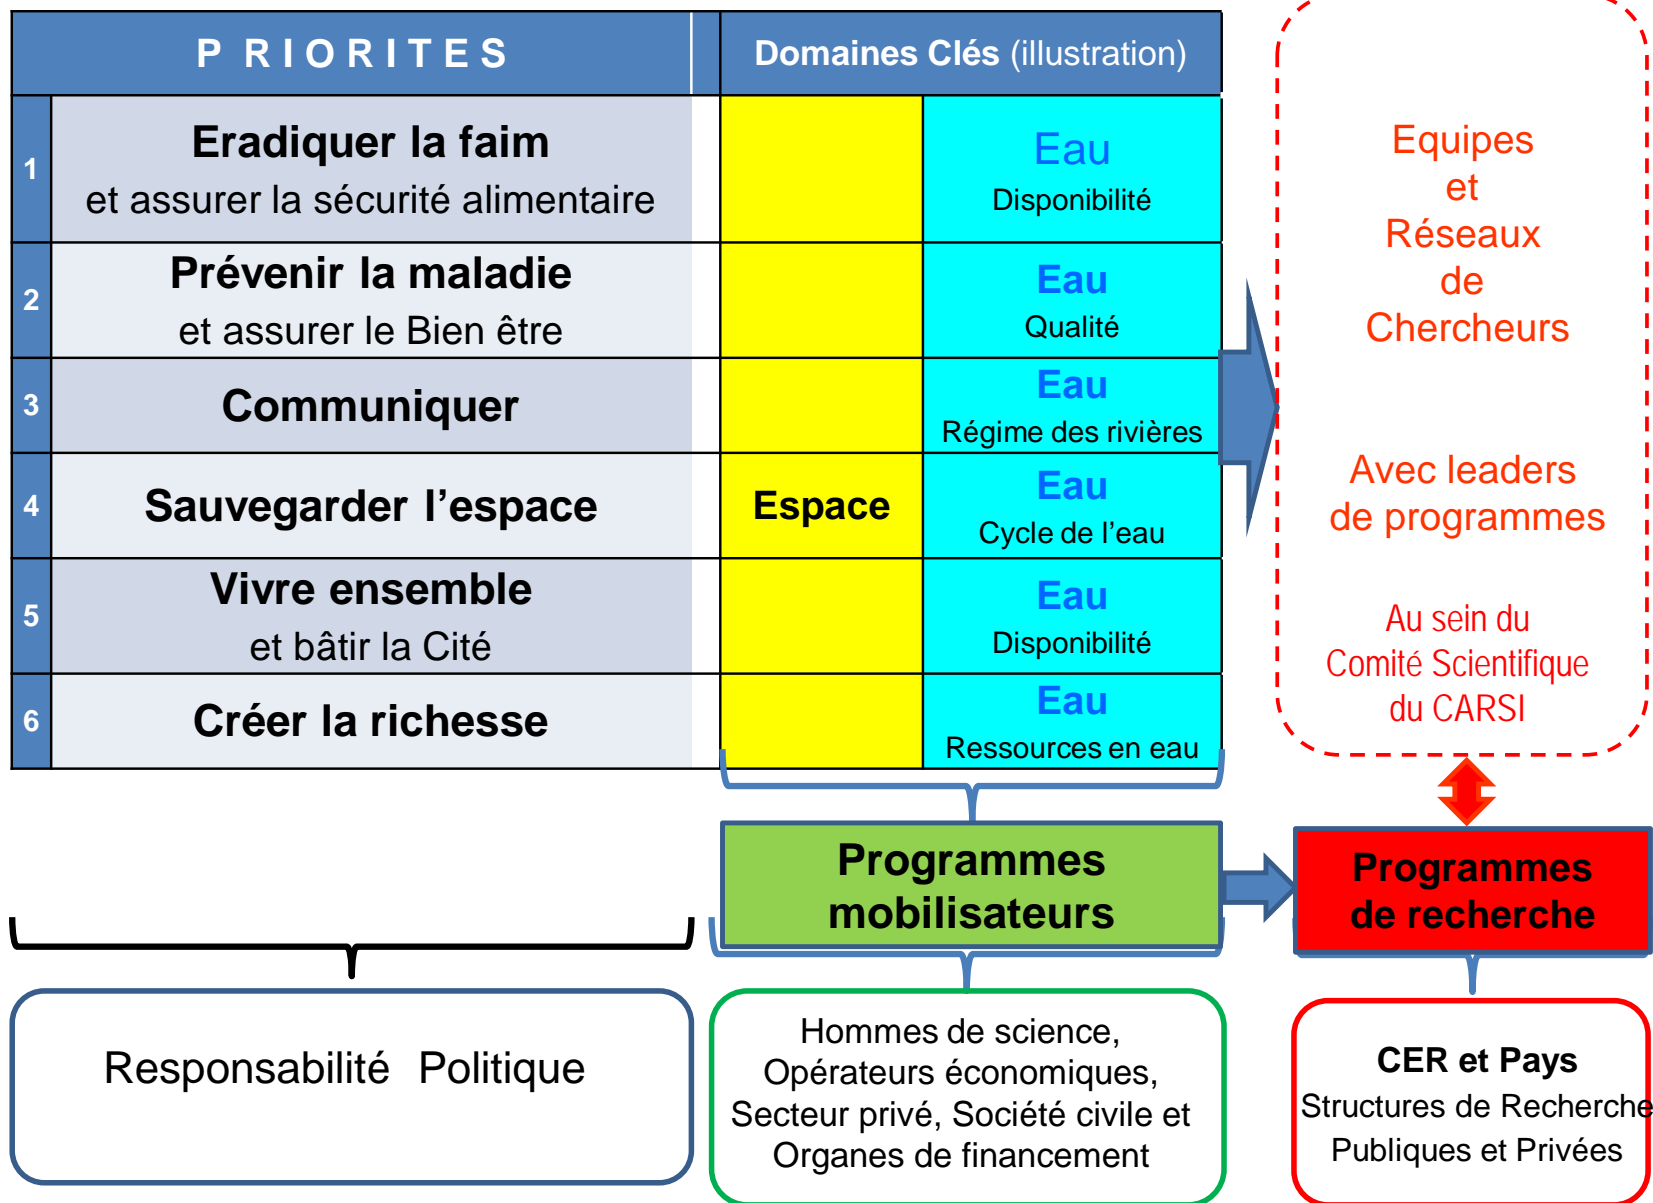 P RIORITES
Domaines Clés (illustration)
1
Eradiquer la faim
et assurer la sécurité alimentaire
Eau
Disponibilité
2
Prévenir la maladie
et assurer le Bien être
Eau
Qualité
3
Communiquer
Eau
Régime des rivières
4
Sauvegarder l’espace
Espace
Eau
Cycle de l’eau
5
Vivre ensemble
et bâtir la Cité
Eau
Disponibilité
6
Créer la richesse
Eau
Ressources en eau
Equipes
et
Réseaux
de
Chercheurs
Avec leaders
de programmes
Au sein du
Comité Scientifique
du CARSI
Programmes
mobilisateurs
Programmes
de recherche
Responsabilité Politique
Hommes de science,
Opérateurs économiques,
Secteur privé, Société civile et
Organes de financement
CER et Pays
Structures de Recherche
Publiques et Privées